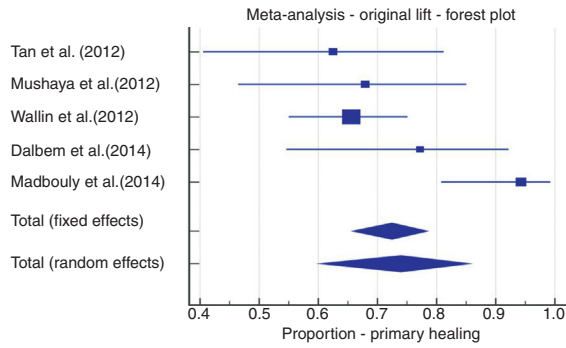 Meta-analysis - original lift - forest plot
Tan et al. (2012)
Mushaya et al.(2012)
Wallin et al.(2012)
Dalbem et al.(2014)
Madbouly et al.(2014)
Total (fixed effects)
Total (random effects)
0.4 0.5 0.6 0.7 0.8 0.9 1.0
Proportion - primary healing